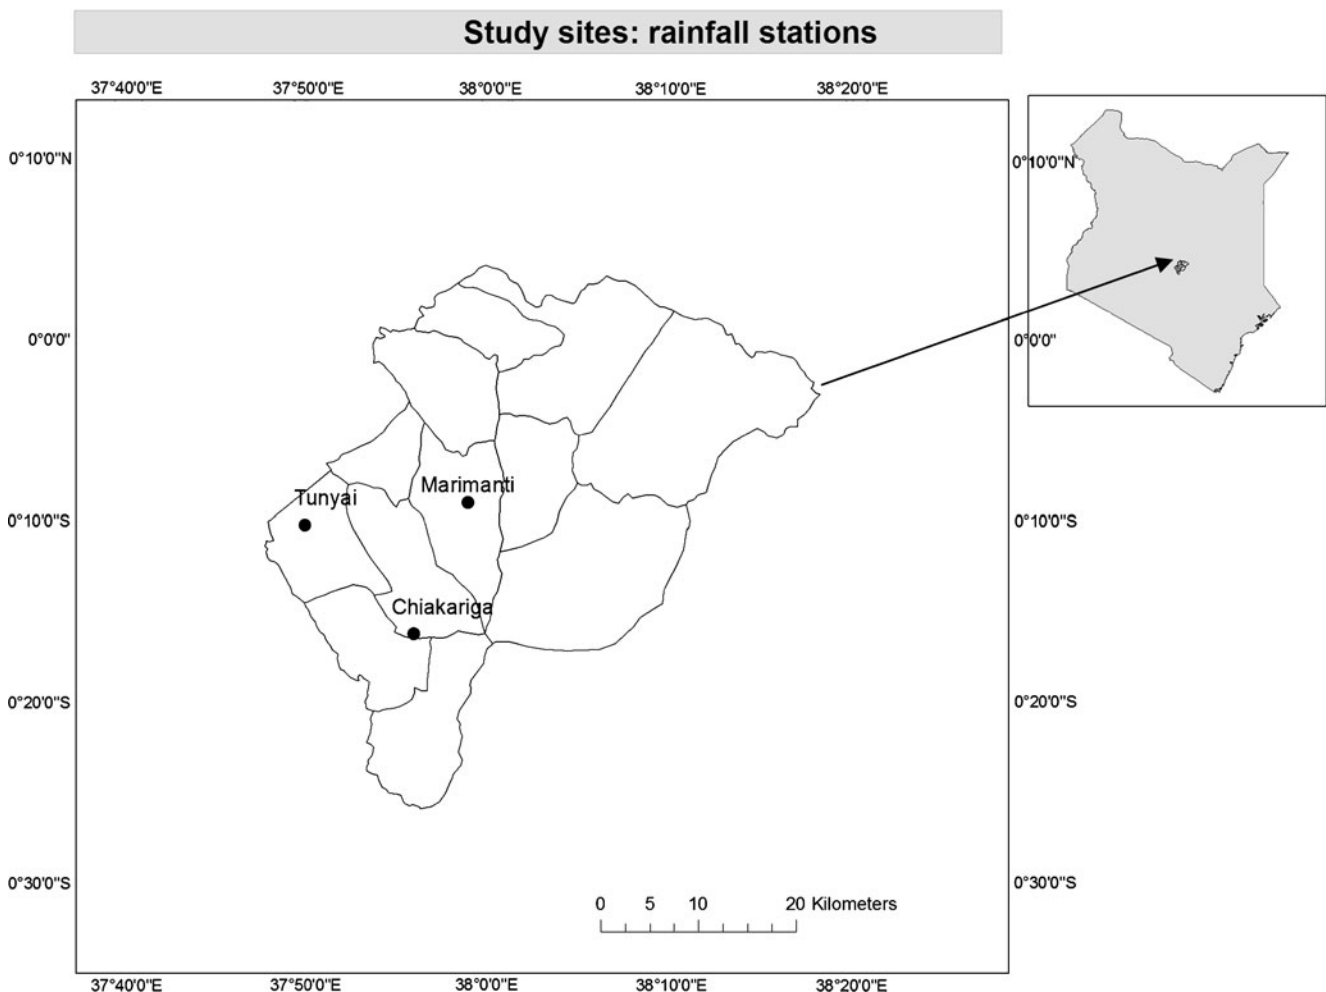 Study sites: rainfall stations
37°40'0"E 37°50'0"E 38°0'0"E 38°10'0"E 38°20'0"E
0°10'0"N 0°10'0"N
0°0'0" 0°0'0"
Marimanti
Tunyai
0°10'0"S 0°10'0"S
Chiakariga
0°20'0"S 0°20'0"S
0°30'0"S 0°30'0"S
0 5 10 20 Kilometers
37°40'0"E 37°50'0"E 38°0'0"E 38°10'0"E 38°20'0"E